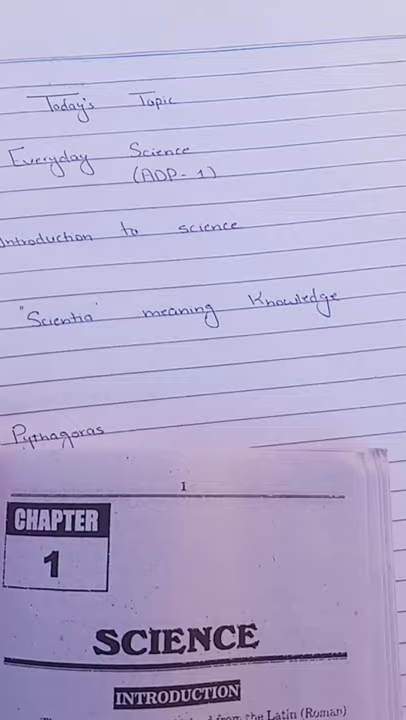 Today's Topic
Everyday Science
(ADP-1)
Introduction to science
"Scientia" meaning Knowledge
Pythagoras
1
CHAPTER
1
SCIENCE
INTRODUCTION
from the Latin (Roman)